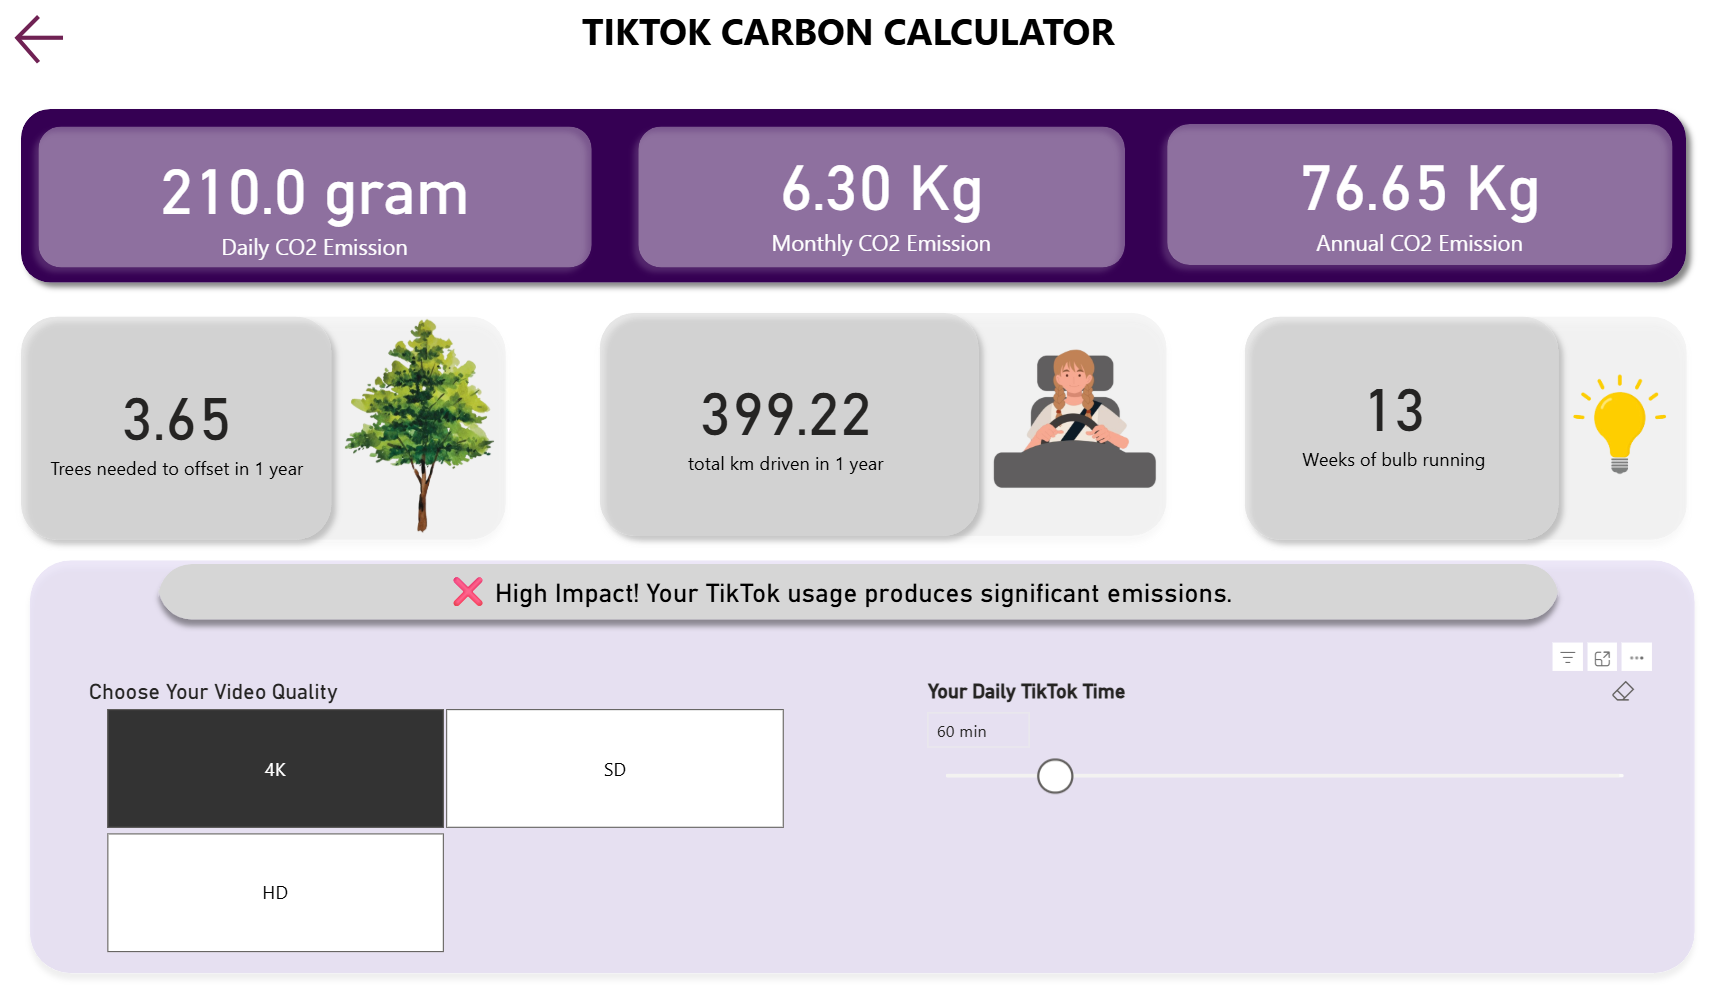 TIKTOK CARBON CALCULATOR
210.0 gram
Daily CO2 Emission
6.30 Kg
Monthly CO2 Emission
76.65 Kg
Annual CO2 Emission
3.65
Trees needed to offset in 1 year
399.22
total km driven in 1 year
13
Weeks of bulb running
❌ High Impact! Your TikTok usage produces significant emissions.
Choose Your Video Quality
4K
SD
HD
Your Daily TikTok Time
60 min